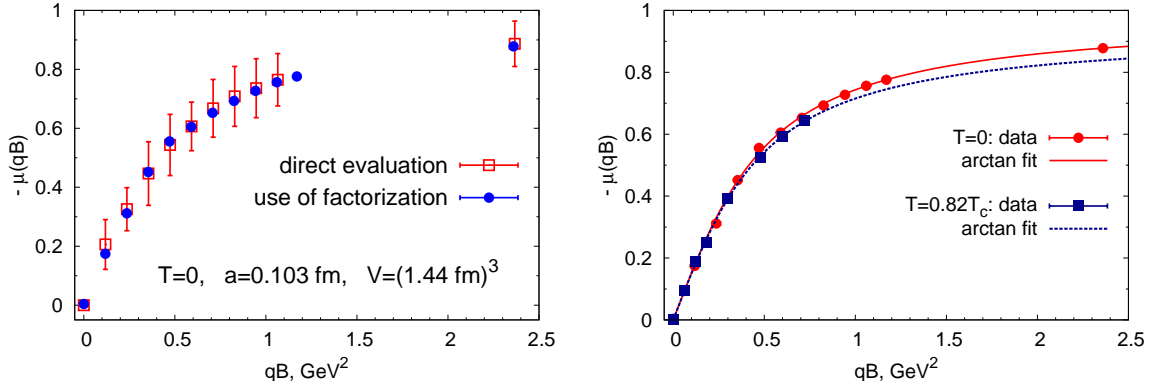 - μ(qB)
1
0.8
0.6
0.4
0.2
0
direct evaluation
use of factorization
T=0, a=0.103 fm, V=(1.44 fm)^3
0 0.5 1 1.5 2 2.5
qB, GeV^2
- μ(qB)
1
0.8
0.6
0.4
0.2
0
T=0: data
arctan fit
T=0.82T_c: data
arctan fit
0 0.5 1 1.5 2 2.5
qB, GeV^2